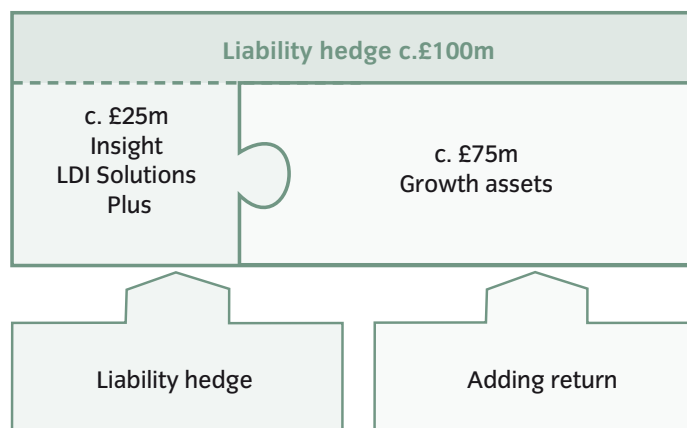 Liability hedge c.£100m
c. £25m
Insight
LDI Solutions
Plus
c. £75m
Growth assets
Liability hedge
Adding return